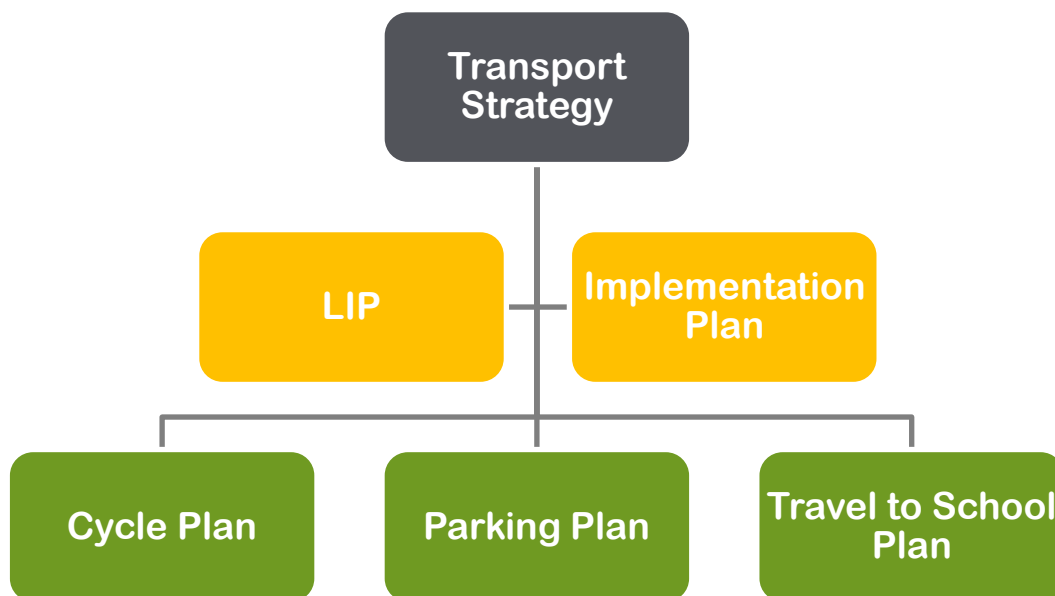 Transport
Strategy
LIP
Implementation
Plan
Cycle Plan
Parking Plan
Travel to School
Plan